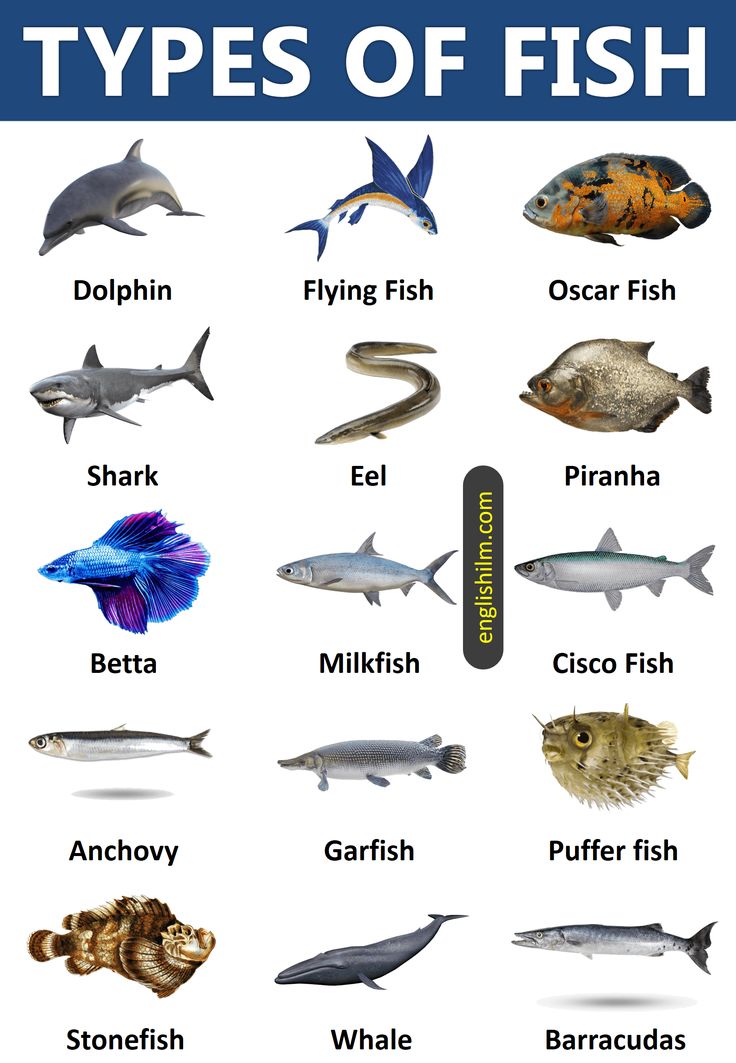 TYPES OF FISH
Dolphin
Flying Fish
Oscar Fish
Shark
Eel
Piranha
englishilm.com
Betta
Milkfish
Cisco Fish
Anchovy
Garfish
Puffer fish
Stonefish
Whale
Barracudas